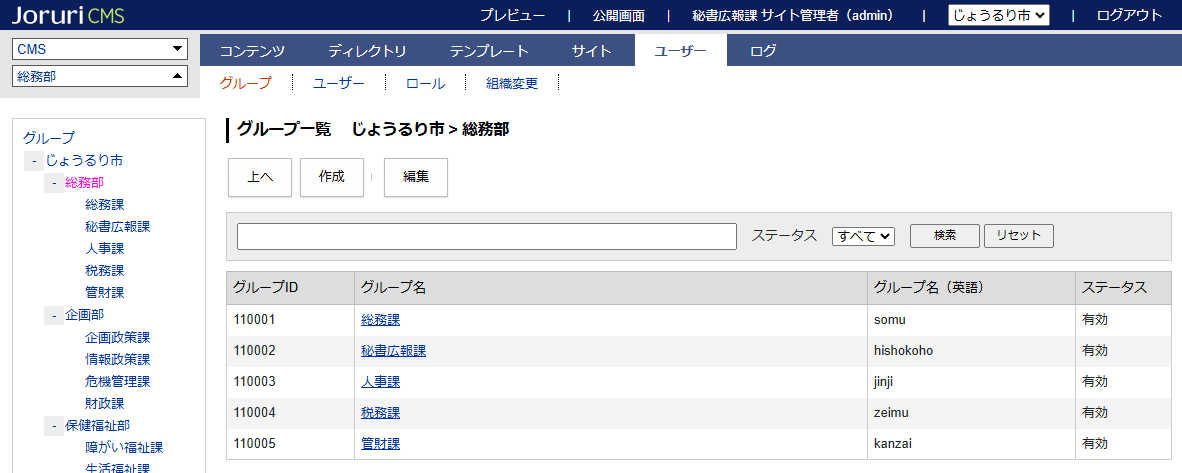 Joruri CMS プレビュー | 公開画面 | 秘書広報課 サイト管理者（admin） | じょうるり市 | ログアウト
CMS
総務部
コンテンツ ディレクトリ テンプレート サイト ユーザー ログ
グループ ユーザー ロール 組織変更
グループ
- じょうるり市
- 総務部
総務課
秘書広報課
人事課
税務課
管財課
- 企画部
企画政策課
情報政策課
危機管理課
財政課
- 保健福祉部
障がい福祉課
生活福祉課
グループ一覧 じょうるり市 > 総務部
上へ 作成 編集
ステータス すべて 検索 リセット
グループID グループ名 グループ名（英語） ステータス
110001 総務課 somu 有効
110002 秘書広報課 hishokoho 有効
110003 人事課 jinji 有効
110004 税務課 zeimu 有効
110005 管財課 kanzai 有効